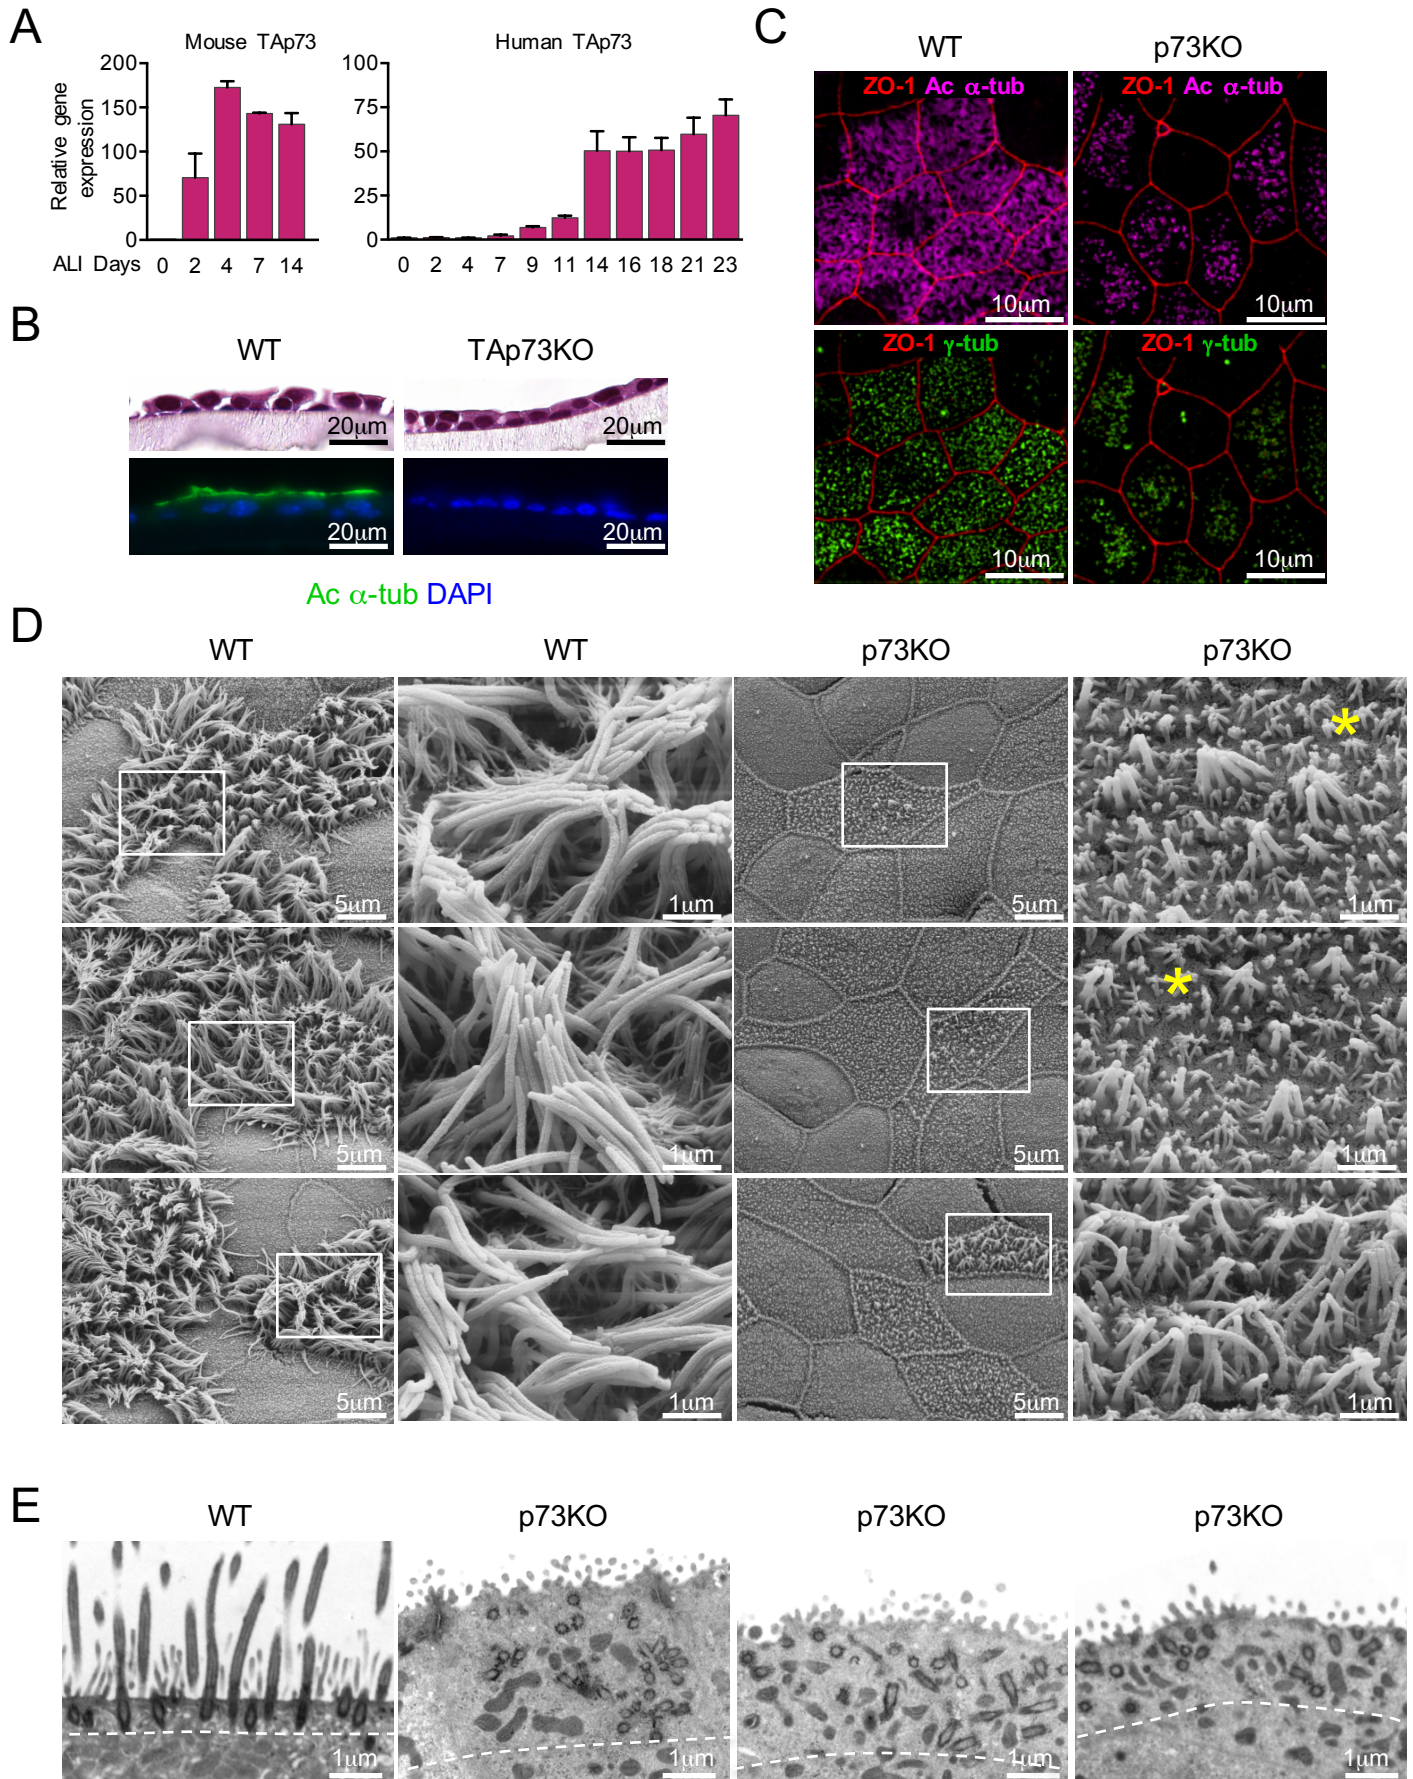 A
Mouse TAp73
Human TAp73
Relative gene
expression
200
150
100
50
0
100
75
50
25
0
ALI Days 0 2 4 7 14
0 2 4 7 9 11 14 16 18 21 23
B
WT TAp73KO
20μm 20μm
20μm 20μm
Ac α-tub DAPI
C
WT p73KO
ZO-1 Ac α-tub ZO-1 Ac α-tub
10μm 10μm
ZO-1 γ-tub ZO-1 γ-tub
10μm 10μm
D
WT WT p73KO p73KO
*
5μm 1μm 5μm 1μm
*
5μm 1μm 5μm 1μm
5μm 1μm 5μm 1μm
E
WT p73KO p73KO p73KO
1μm 1μm 1μm 1μm